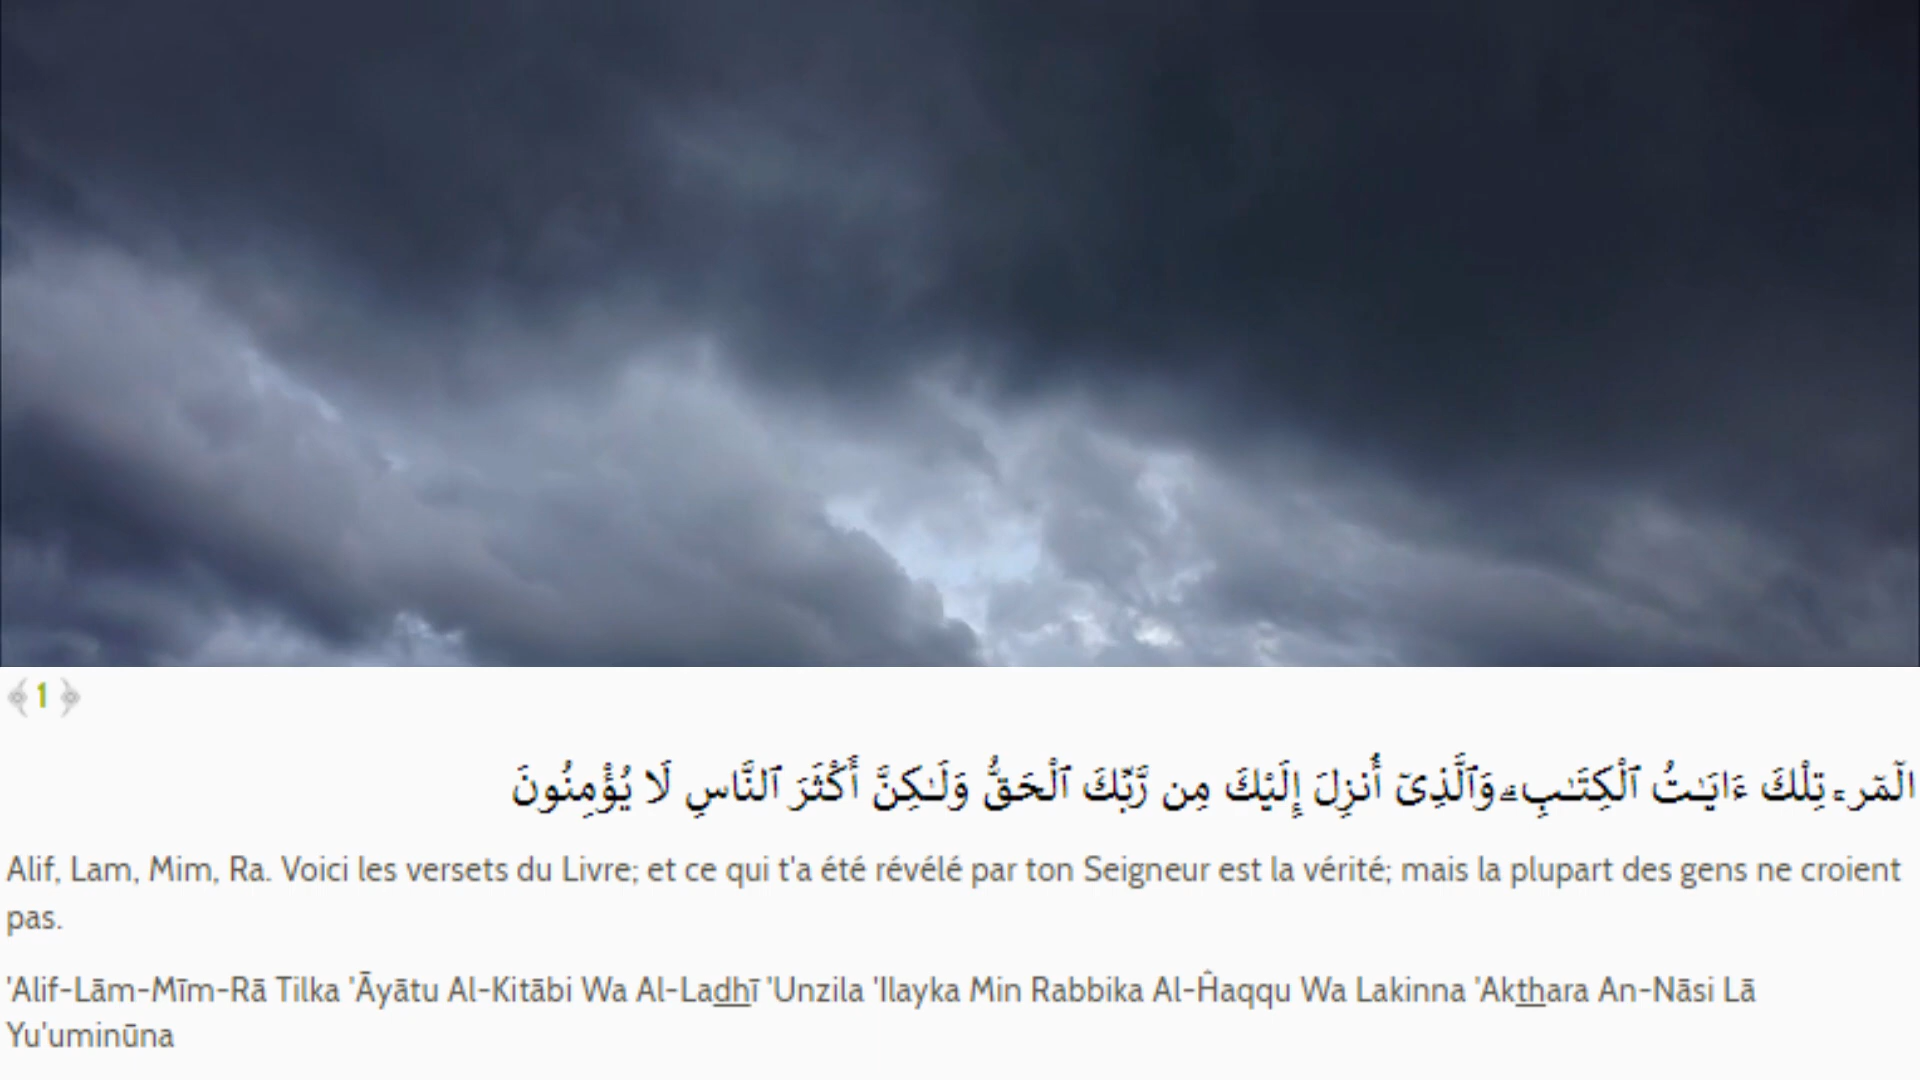 1
الٓمٓر ۚ تِلْكَ ءَايَـٰتُ ٱلْكِتَـٰبِ ۗ وَٱلَّذِىٓ أُنزِلَ إِلَيْكَ مِن رَّبِّكَ ٱلْحَقُّ وَلَـٰكِنَّ أَكْثَرَ ٱلنَّاسِ لَا يُؤْمِنُونَ
Alif, Lam, Mim, Ra. Voici les versets du Livre; et ce qui t'a été révélé par ton Seigneur est la vérité; mais la plupart des gens ne croient
pas.
'Alif-Lām-Mīm-Rā Tilka 'Āyātu Al-Kitābi Wa Al-Ladhī 'Unzila 'Ilayka Min Rabbika Al-Ĥaqqu Wa Lakinna 'Akthara An-Nāsi Lā
Yu'uminūna